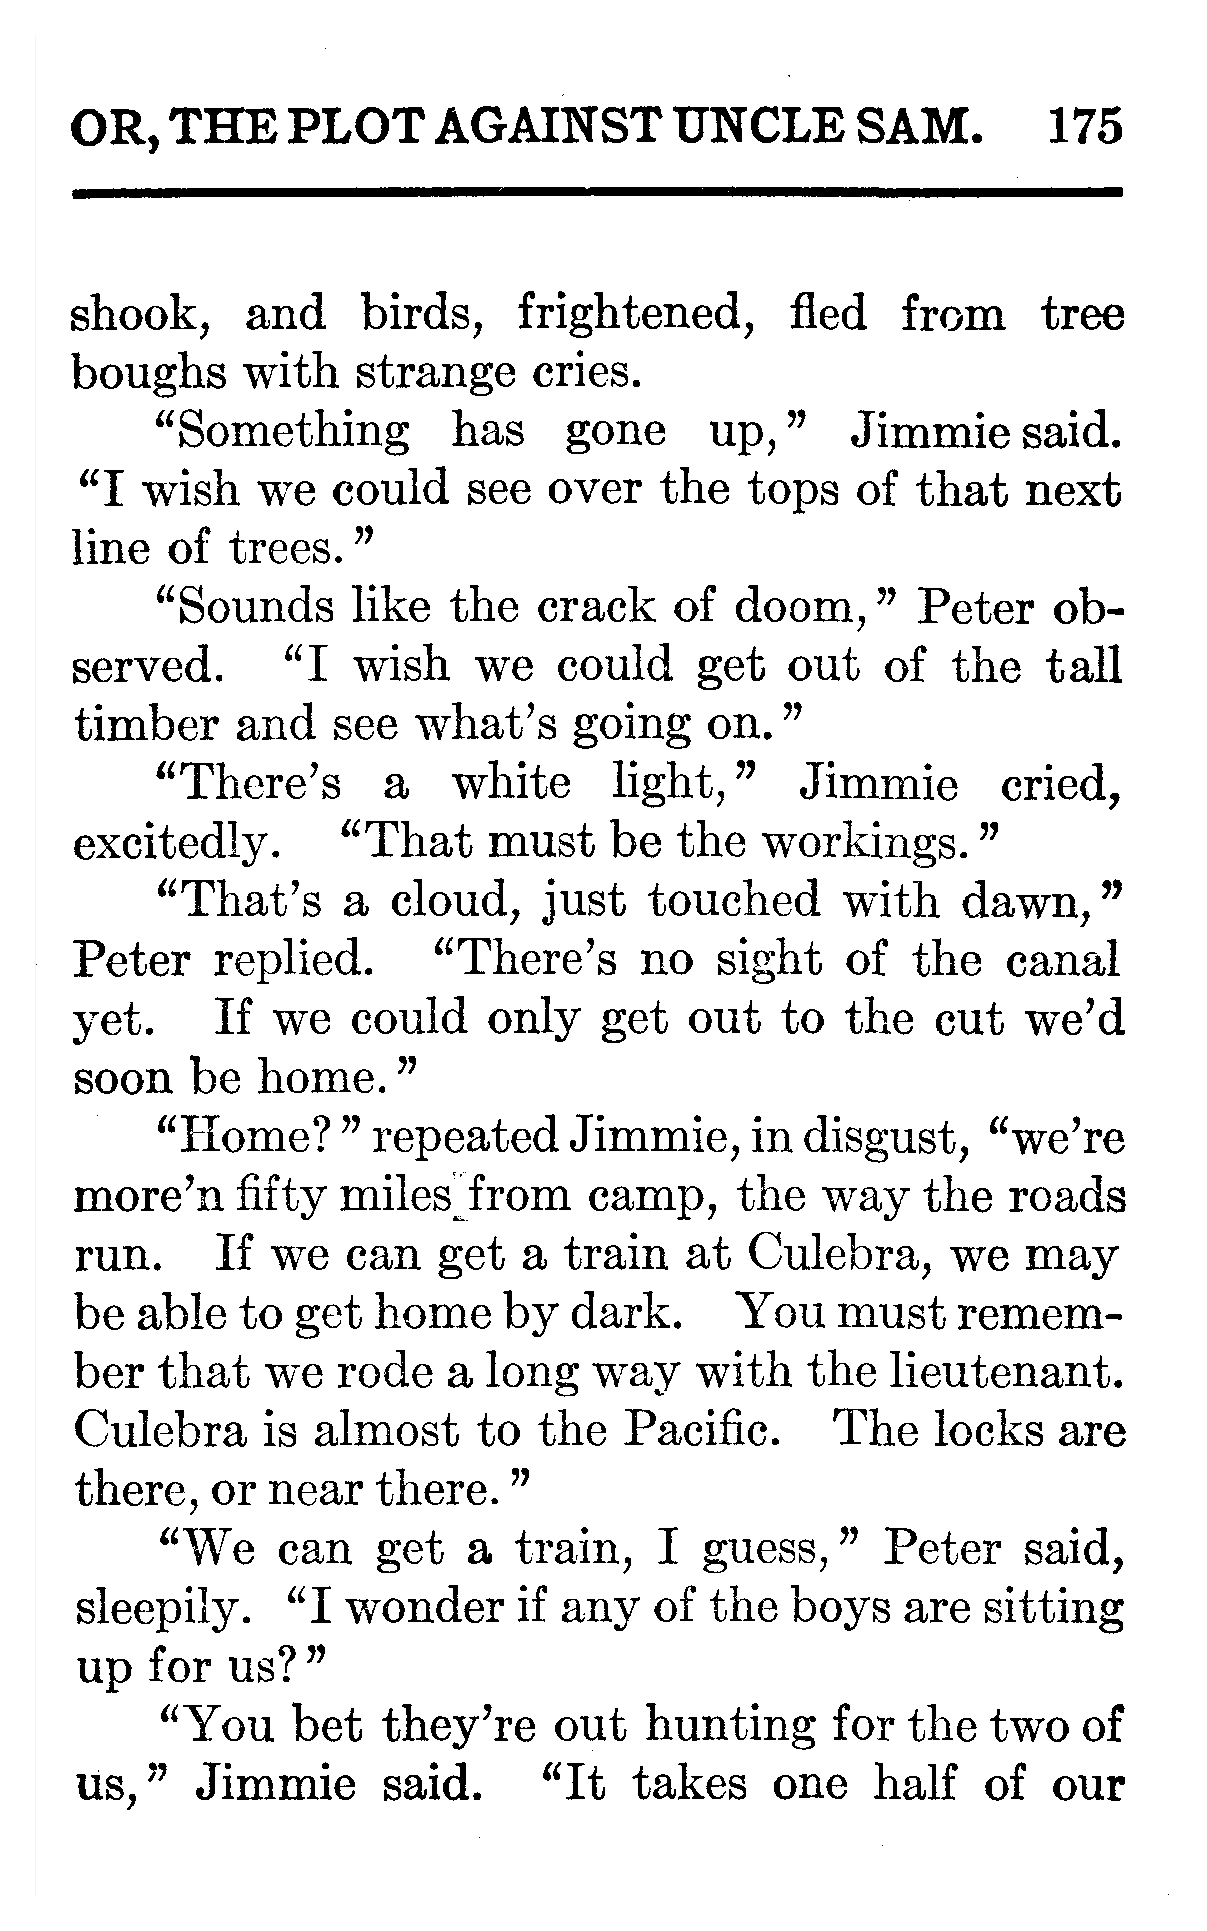 OR, THE PLOT AGAINST UNCLE SAM. 175
shook, and birds, frightened, fled from tree
boughs with strange cries.
“Something has gone up,” Jimmie said.
“I wish we could see over the tops of that next
line of trees.”
“Sounds like the crack of doom,” Peter ob-
served. “I wish we could get out of the tall
timber and see what’s going on.”
“There’s a white light,” Jimmie cried,
excitedly. “That must be the workings.”
“That’s a cloud, just touched with dawn,”
Peter replied. “There’s no sight of the canal
yet. If we could only get out to the cut we’d
soon be home.”
“Home?” repeated Jimmie, in disgust, “we’re
more’n fifty miles from camp, the way the roads
run. If we can get a train at Culebra, we may
be able to get home by dark. You must remem-
ber that we rode a long way with the lieutenant.
Culebra is almost to the Pacific. The locks are
there, or near there.”
“We can get a train, I guess,” Peter said,
sleepily. “I wonder if any of the boys are sitting
up for us?”
“You bet they’re out hunting for the two of
us,” Jimmie said. “It takes one half of our